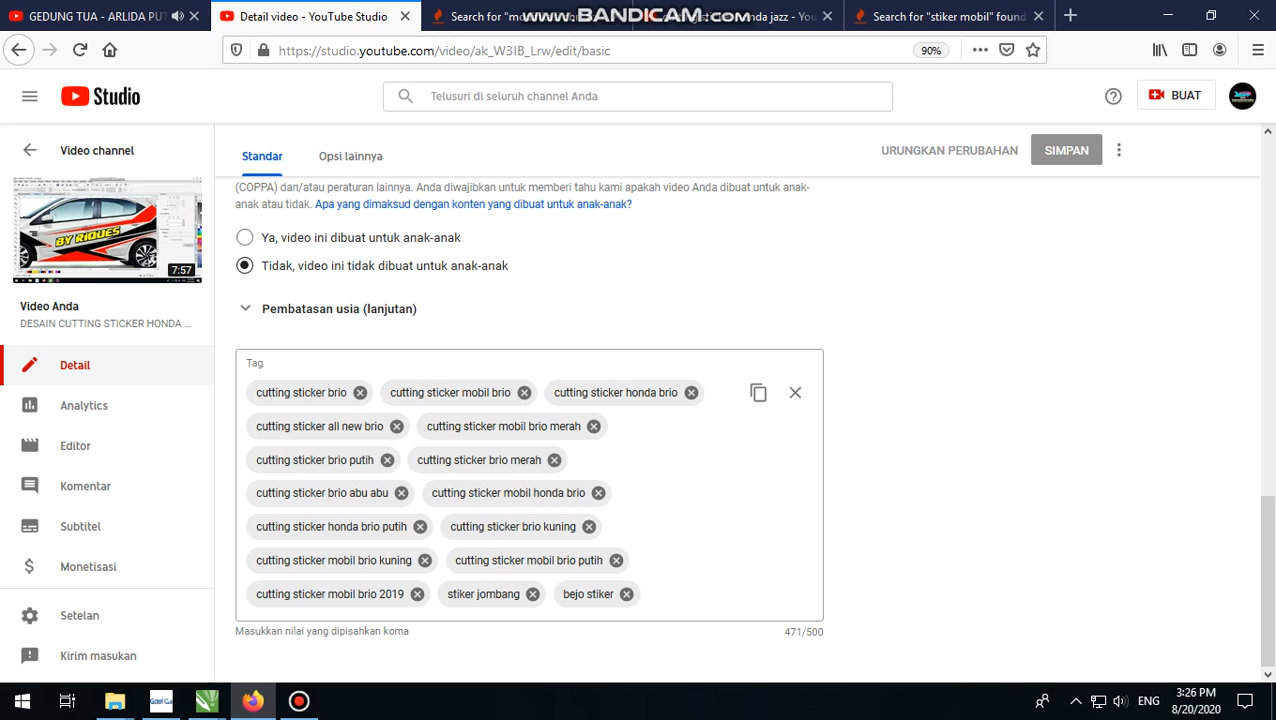 GEDUNG TUA - ARLIDA PUT
Detail video - YouTube Studio
Search for "mo
nda jazz - You
Search for "stiker mobil" foun
www.BANDICAM.com
https://studio.youtube.com/video/ak_W3IB_Lrw/edit/basic
90%
Studio
Telusuri di seluruh channel Anda
BUAT
Video channel
Standar
Opsi lainnya
URUNGKAN PERUBAHAN
SIMPAN
(COPPA) dan/atau peraturan lainnya. Anda diwajibkan untuk memberi tahu kami apakah video Anda dibuat untuk anak-
anak atau tidak. Apa yang dimaksud dengan konten yang dibuat untuk anak-anak?
BY RIQUES
7:57
Ya, video ini dibuat untuk anak-anak
Tidak, video ini tidak dibuat untuk anak-anak
Video Anda
DESAIN CUTTING STICKER HONDA ...
Pembatasan usia (lanjutan)
Detail
Analytics
Editor
Komentar
Subtitel
Monetisasi
Setelan
Kirim masukan
Tag
cutting sticker brio
cutting sticker mobil brio
cutting sticker honda brio
cutting sticker all new brio
cutting sticker mobil brio merah
cutting sticker brio putih
cutting sticker brio merah
cutting sticker brio abu abu
cutting sticker mobil honda brio
cutting sticker honda brio putih
cutting sticker brio kuning
cutting sticker mobil brio kuning
cutting sticker mobil brio putih
cutting sticker mobil brio 2019
stiker jombang
bejo stiker
Masukkan nilai yang dipisahkan koma
471/500
ENG
3:26 PM
8/20/2020